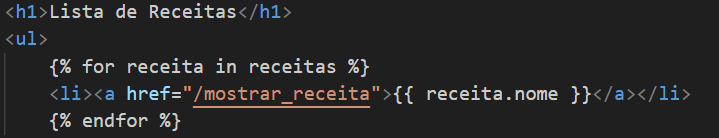 <h1>Lista de Receitas</h1>
<ul>
    {% for receita in receitas %}
    <li><a href="/mostrar_receita">{{ receita.nome }}</a></li>
    {% endfor %}